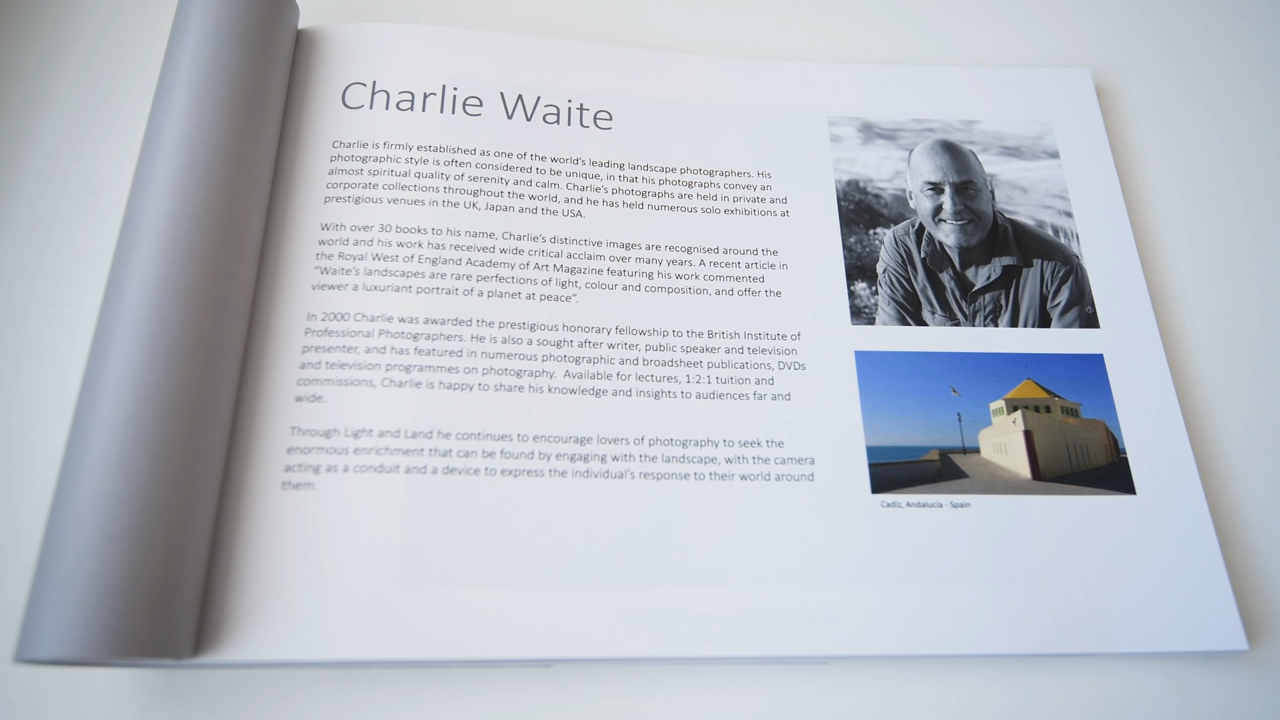 Charlie Waite
Charlie is firmly established as one of the world's leading landscape photographers. His
photographic style is often considered to be unique, in that his photographs convey an
almost spiritual quality of serenity and calm. Charlie's photographs are held in private and
corporate collections throughout the world, and he has held numerous solo exhibitions at
prestigious venues in the UK, Japan and the USA.
With over 30 books to his name, Charlie's distinctive images are recognised around the
world and his work has received wide critical acclaim over many years. A recent article in
the Royal West of England Academy of Art Magazine featuring his work commented
"Waite's landscapes are rare perfections of light, colour and composition, and offer the
viewer a luxuriant portrait of a planet at peace".
In 2000 Charlie was awarded the prestigious honorary fellowship to the British Institute of
Professional Photographers. He is also a sought after writer, public speaker and television
presenter, and has featured in numerous photographic and broadsheet publications, DVDs
and television programmes on photography.  Available for lectures, 1:2:1 tuition and
commissions, Charlie is happy to share his knowledge and insights to audiences far and
wide.
Through Light and Land he continues to encourage lovers of photography to seek the
enormous enrichment that can be found by engaging with the landscape, with the camera
acting as a conduit and a device to express the individual's response to their world around
them.
Cadiz, Andalucia - Spain